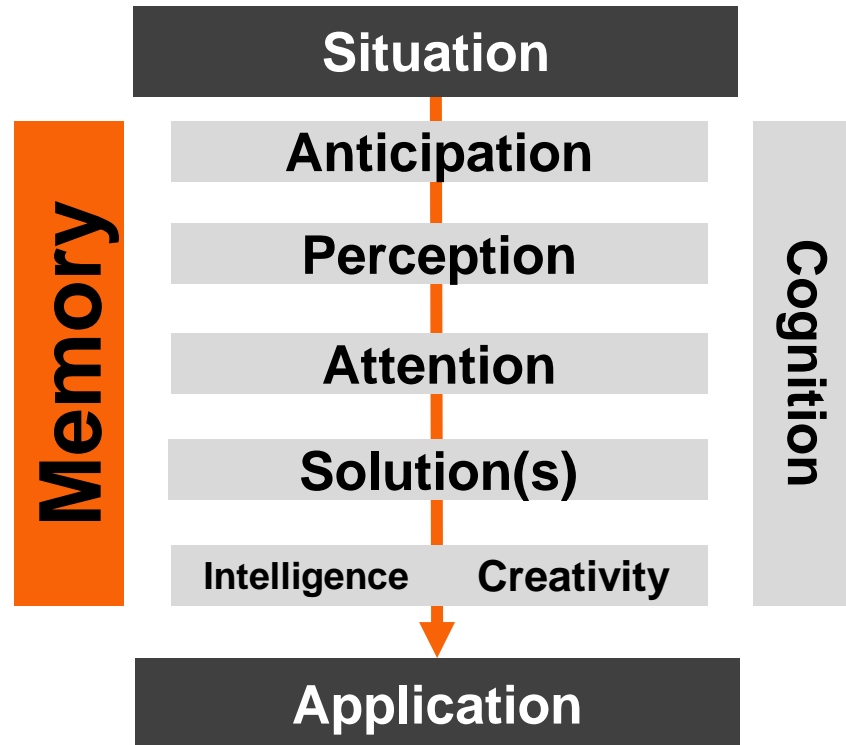 Situation
Memory
Anticipation
Perception
Attention
Solution(s)
Intelligence Creativity
Cognition
Application